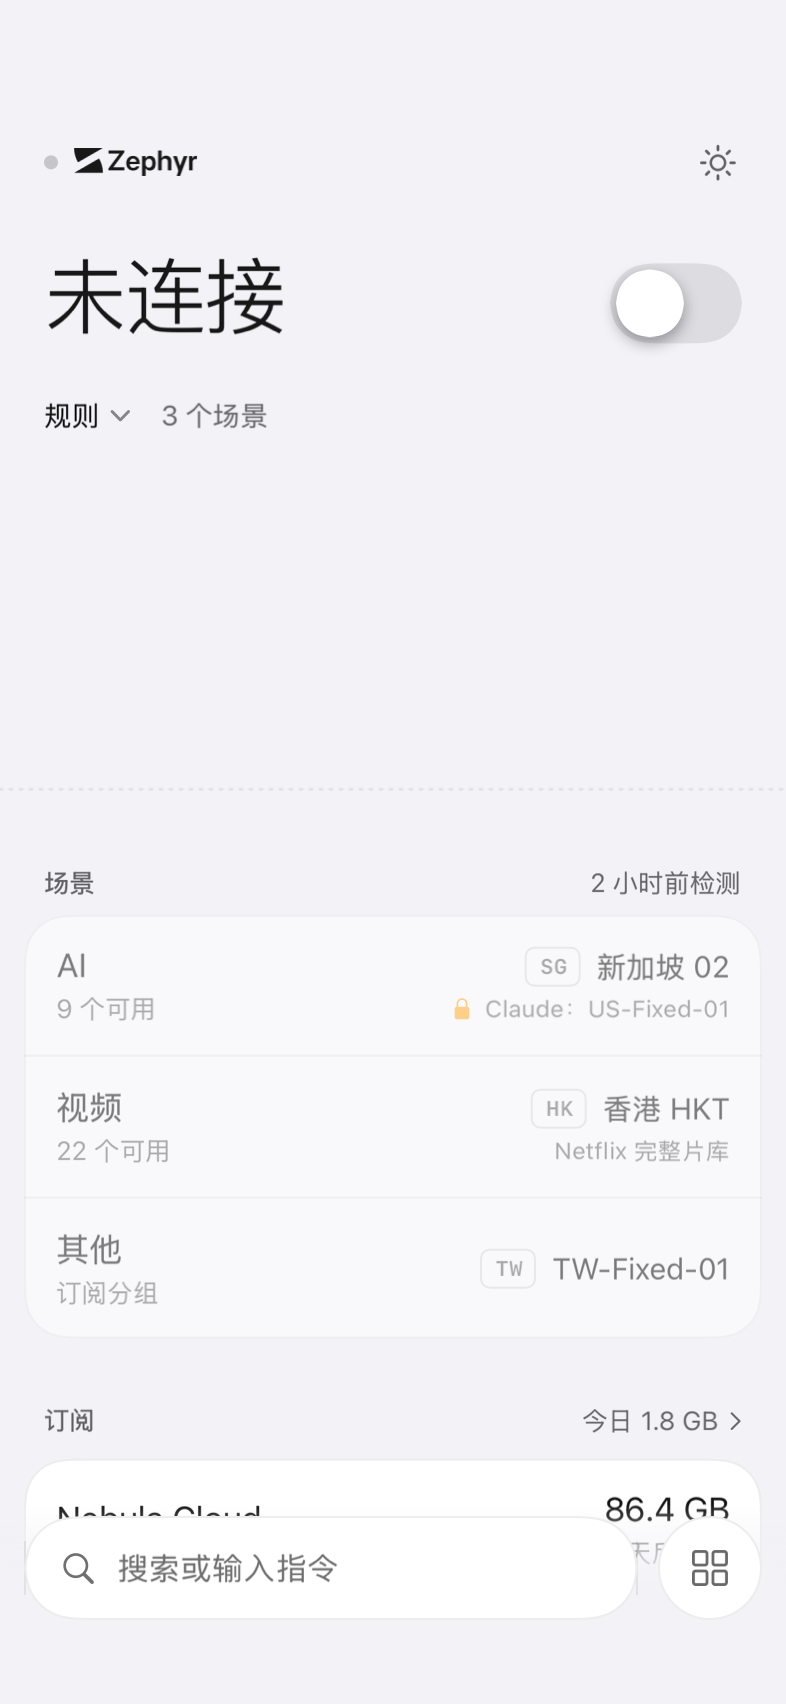 Zephyr
未连接
规则 3 个场景
场景 2 小时前检测
AI SG 新加坡 02
9 个可用 Claude: US-Fixed-01
视频 HK 香港 HKT
22 个可用 Netflix 完整片库
其他 TW TW-Fixed-01
订阅分组
订阅 今日 1.8 GB
Nebula Cloud 86.4 GB
搜索或输入指令